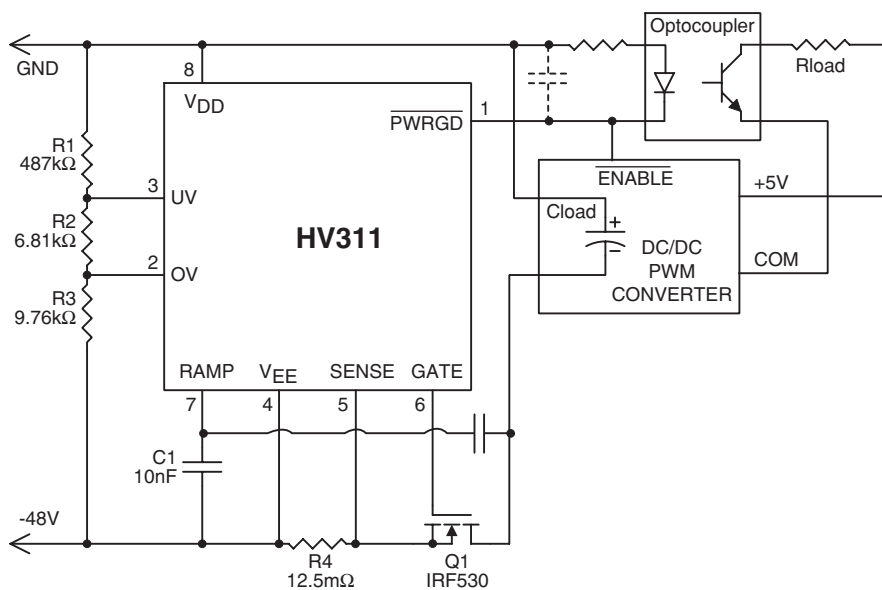 Optocoupler
GND
8
VDD
Rload
1
PWRGD
R1
487kΩ
3
UV
ENABLE
+5V
R2
6.81kΩ
HV311
Cload
+
–
DC/DC
PWM
CONVERTER
COM
2
OV
R3
9.76kΩ
RAMP
VEE
SENSE
GATE
7
4
5
6
C1
10nF
-48V
R4
12.5mΩ
Q1
IRF530